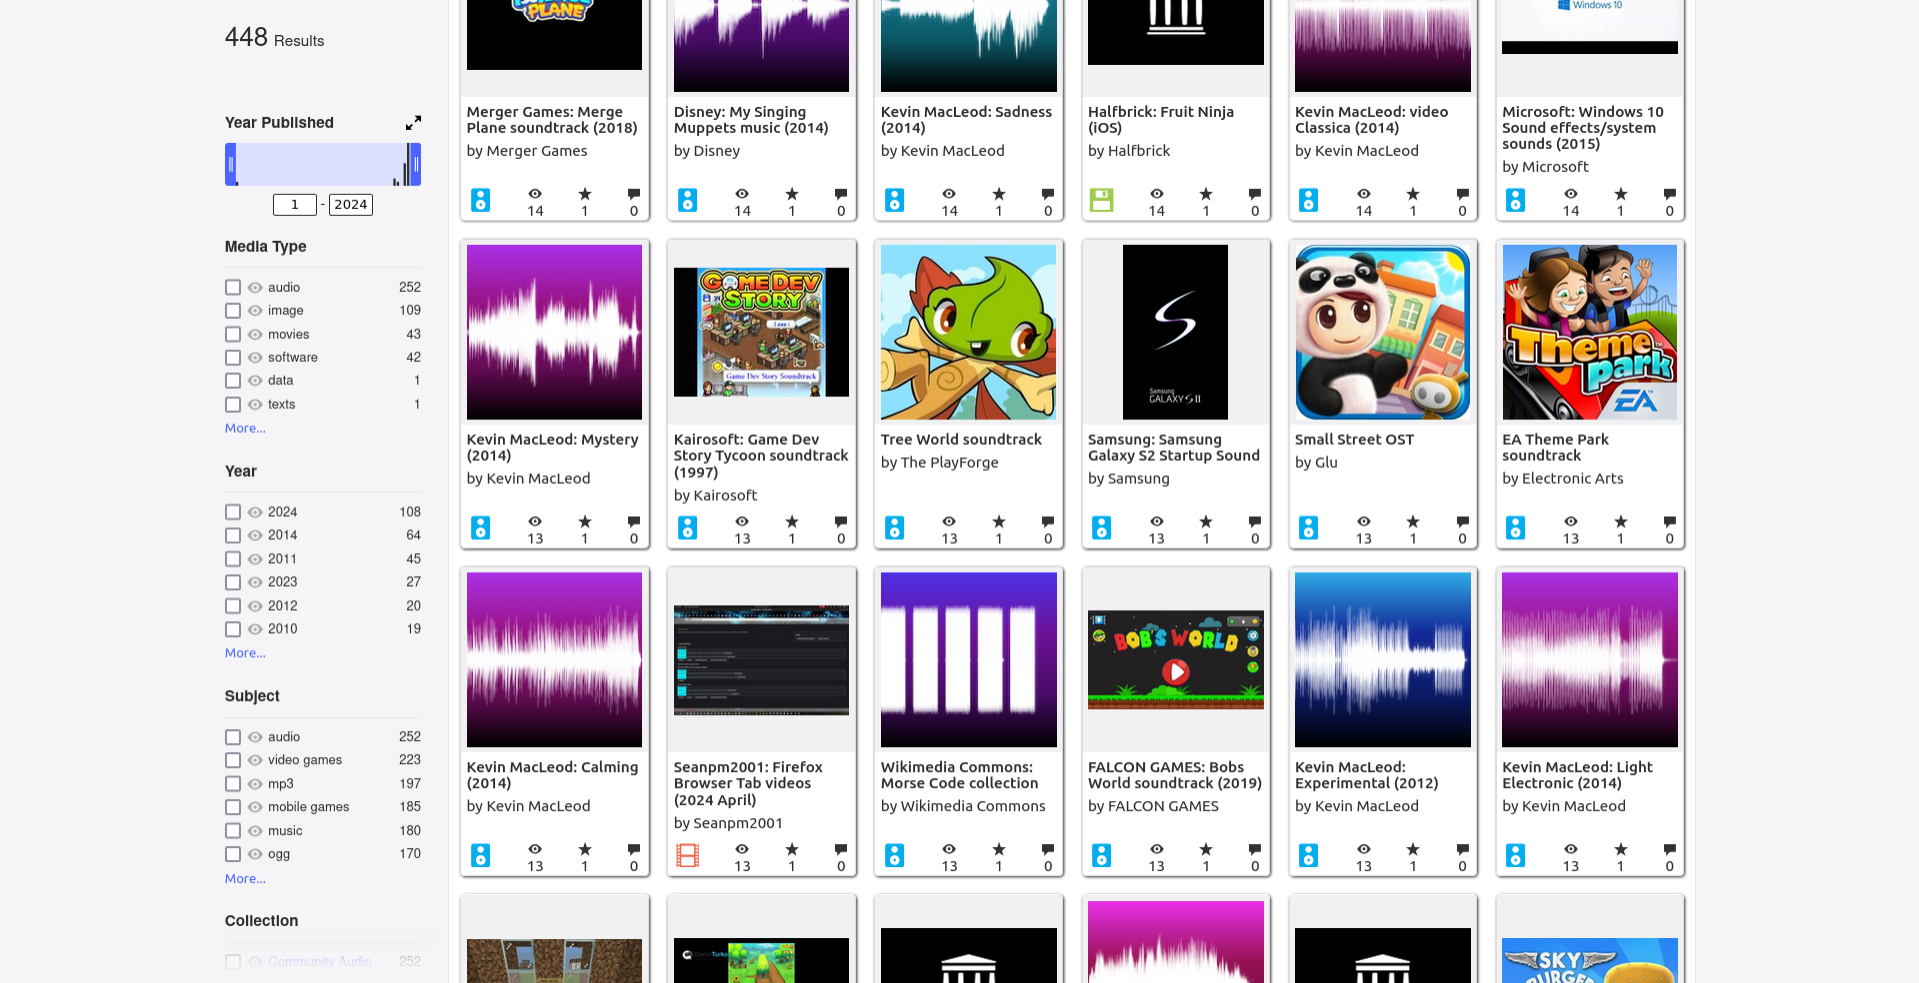 448 Results
Year Published
1 - 2024
Media Type
audio 252
image 109
movies 43
software 42
data 1
texts 1
More...
Year
2024 108
2014 64
2011 45
2023 27
2012 20
2010 19
More...
Subject
audio 252
video games 223
mp3 197
mobile games 185
music 180
ogg 170
More...
Collection
Community Audio 252
PLANE
Merger Games: Merge
Plane soundtrack (2018)
by Merger Games
14 1 0
Disney: My Singing
Muppets music (2014)
by Disney
14 1 0
Kevin MacLeod: Sadness
(2014)
by Kevin MacLeod
14 1 0
Halfbrick: Fruit Ninja
(iOS)
by Halfbrick
14 1 0
Kevin MacLeod: video
Classica (2014)
by Kevin MacLeod
14 1 0
Windows 10
Microsoft: Windows 10
Sound effects/system
sounds (2015)
by Microsoft
14 1 0
Kevin MacLeod: Mystery
(2014)
by Kevin MacLeod
13 1 0
GAME DEV
STORY
Game Dev Story Soundtrack
Kairosoft: Game Dev
Story Tycoon soundtrack
(1997)
by Kairosoft
13 1 0
Tree World soundtrack
by The PlayForge
13 1 0
Samsung
GALAXY S II
Samsung: Samsung
Galaxy S2 Startup Sound
by Samsung
13 1 0
Small Street OST
by Glu
13 1 0
Theme
Park
EA
EA Theme Park
soundtrack
by Electronic Arts
13 1 0
Kevin MacLeod: Calming
(2014)
by Kevin MacLeod
13 1 0
Seanpm2001: Firefox
Browser Tab videos
(2024 April)
by Seanpm2001
13 1 0
Wikimedia Commons:
Morse Code collection
by Wikimedia Commons
13 1 0
BOB'S WORLD
FALCON GAMES: Bobs
World soundtrack (2019)
by FALCON GAMES
13 1 0
Kevin MacLeod:
Experimental (2012)
by Kevin MacLeod
13 1 0
Kevin MacLeod: Light
Electronic (2014)
by Kevin MacLeod
13 1 0
SKY
BURGER